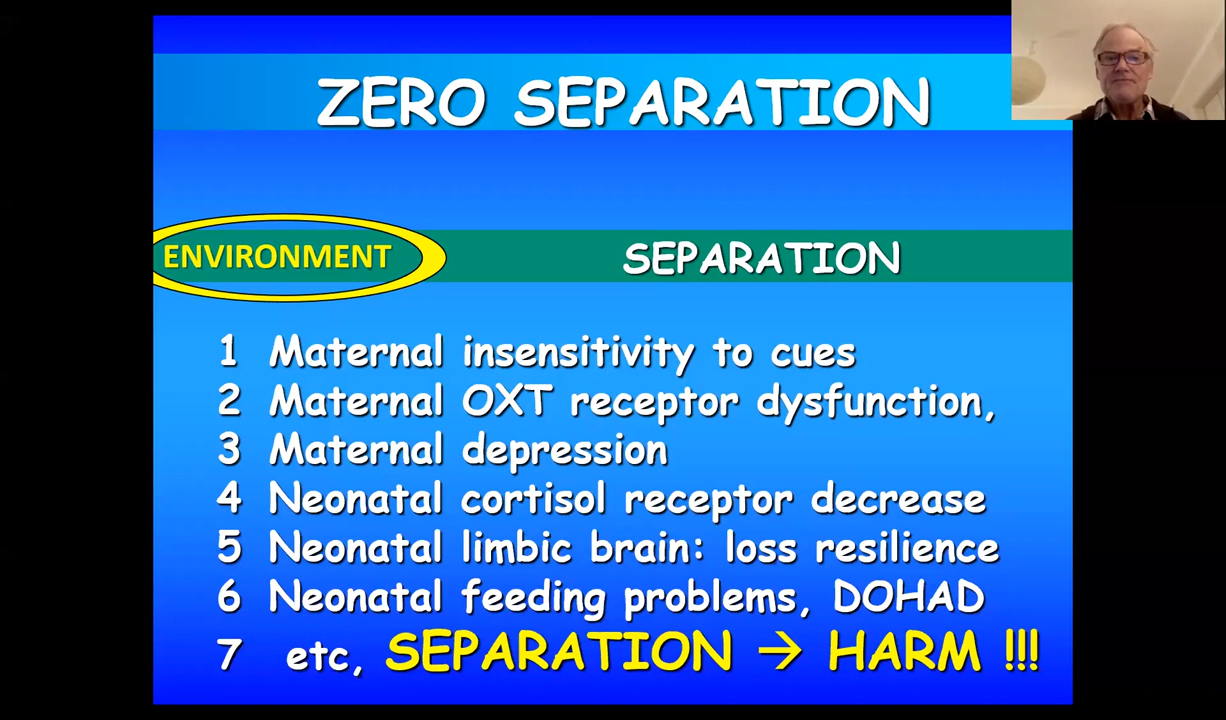 ZERO SEPARATION
ENVIRONMENT SEPARATION
1 Maternal insensitivity to cues
2 Maternal OXT receptor dysfunction,
3 Maternal depression
4 Neonatal cortisol receptor decrease
5 Neonatal limbic brain: loss resilience
6 Neonatal feeding problems, DOHAD
7 etc, SEPARATION → HARM !!!